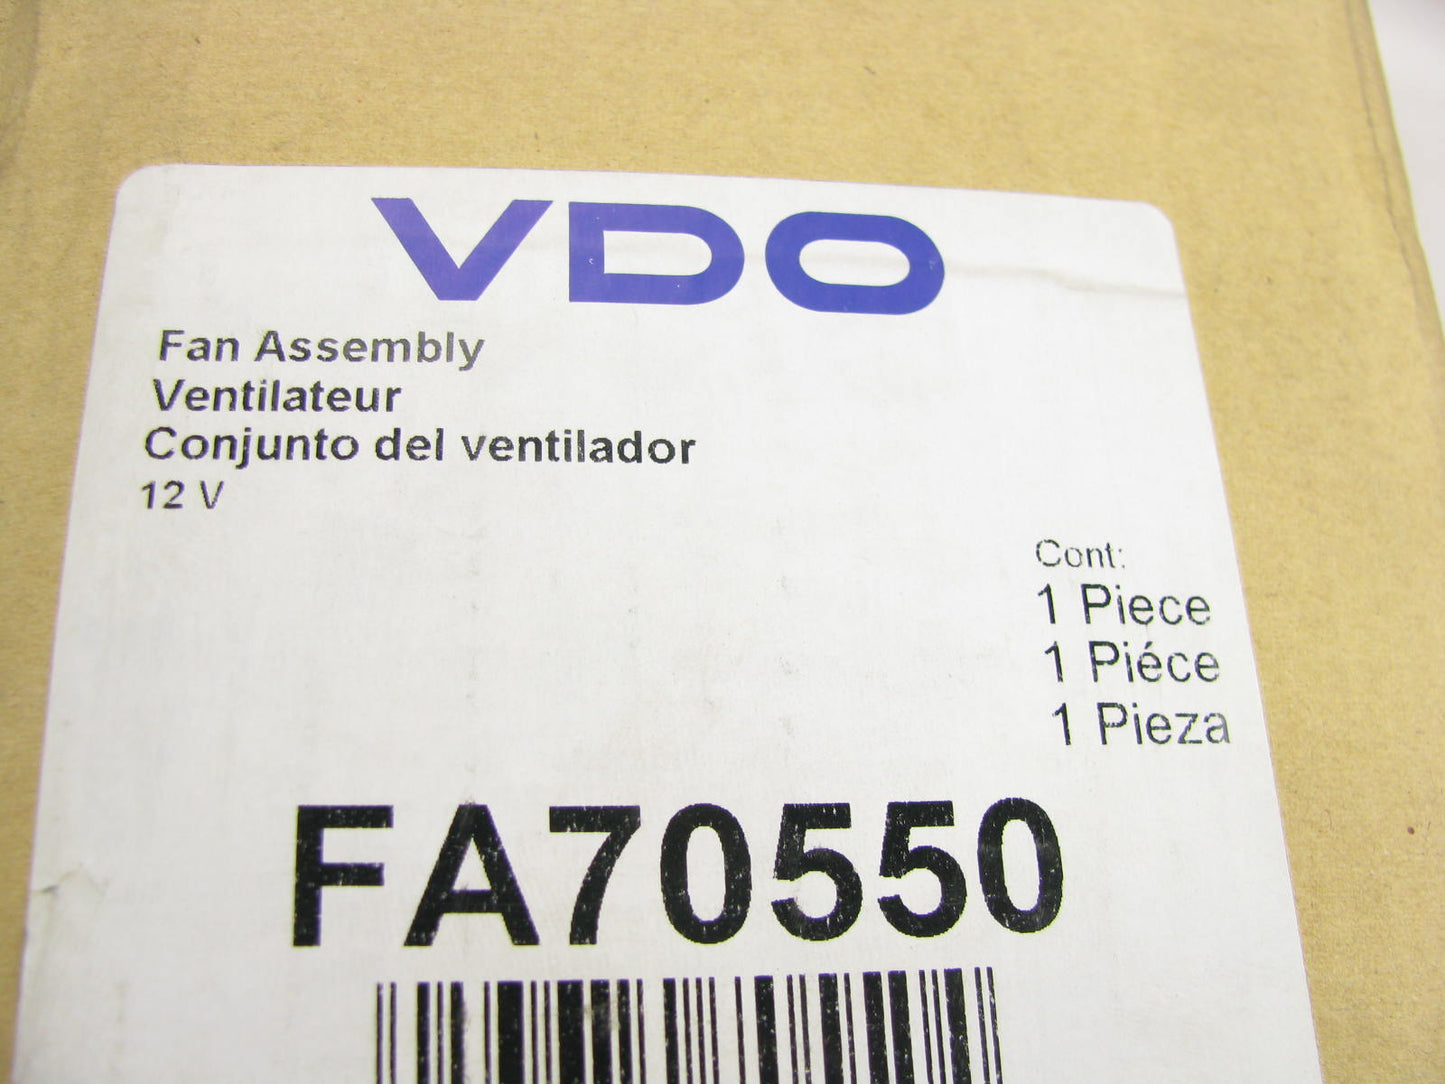 VDO
Fan Assembly
Ventilateur
Conjunto del ventilador
12 V
Cont:
1 Piece
1 Piéce
1 Pieza
FA70550